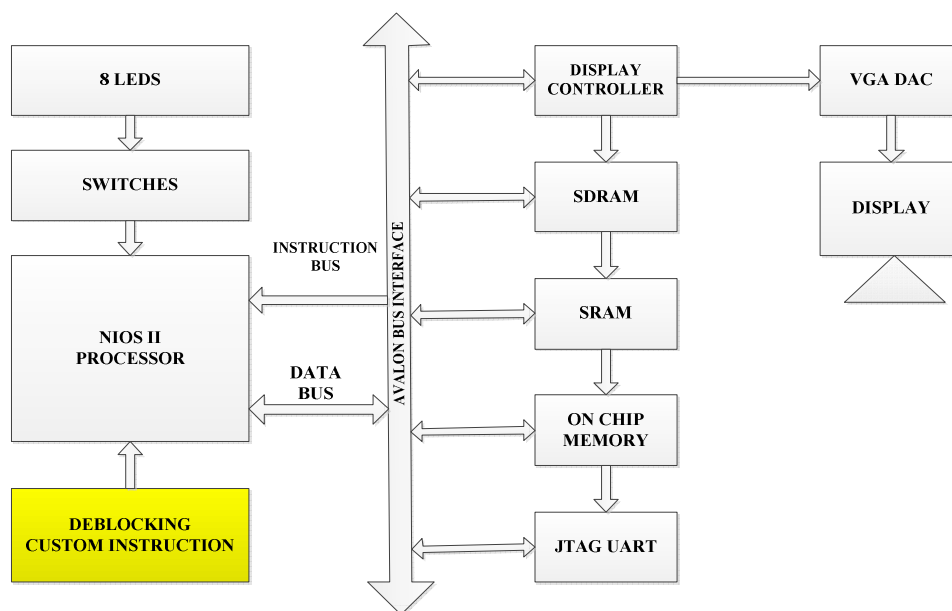 8 LEDS
SWITCHES
NIOS II
PROCESSOR
DEBLOCKING
CUSTOM INSTRUCTION
INSTRUCTION
BUS
DATA
BUS
AVALON BUS INTERFACE
DISPLAY
CONTROLLER
SDRAM
SRAM
ON CHIP
MEMORY
JTAG UART
VGA DAC
DISPLAY